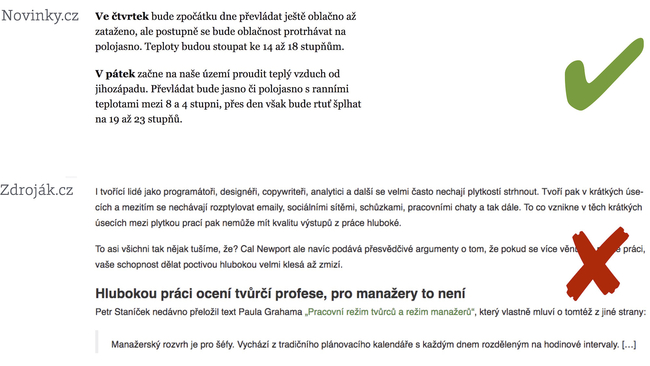 Novinky.cz
Ve čtvrtek bude zpočátku dne převládat ještě oblačno až
zataženo, ale postupně se bude oblačnost protrhávat na
polojasno. Teploty budou stoupat ke 14 až 18 stupňům.
V pátek začne na naše území proudit teplý vzduch od
jihozápadu. Převládat bude jasno či polojasno s ranními
teplotami mezi 8 a 4 stupni, přes den však bude rtuť šplhat
na 19 až 23 stupňů.
Zdroják.cz
I tvořící lidé jako programátoři, designéři, copywriteři, analytici a další se velmi často nechají plytkostí strhnout. Tvoří pak v krátkých úse-
cích a mezitím se nechávají rozptylovat emaily, sociálními sítěmi, schůzkami, pracovními chaty a tak dále. To co vznikne v těch krátkých
úsecích mezi plytkou prací pak nemůže mít kvalitu výstupů z práce hluboké.
To asi všichni tak nějak tušíme, že? Cal Newport ale navíc podává přesvědčivé argumenty o tom, že pokud se více práci,
vaše schopnost dělat poctivou hlubokou velmi klesá až zmizí.
Hlubokou práci ocení tvůrčí profese, pro manažery to není
Petr Staníček nedávno přeložil text Paula Grahama „Pracovní režim tvůrců a režim manažerů“, který vlastně mluví o tomtéž z jiné strany:
Manažerský rozvrh je pro šéfy. Vychází z tradičního plánovacího kalendáře s každým dnem rozděleným na hodinové intervaly. […]